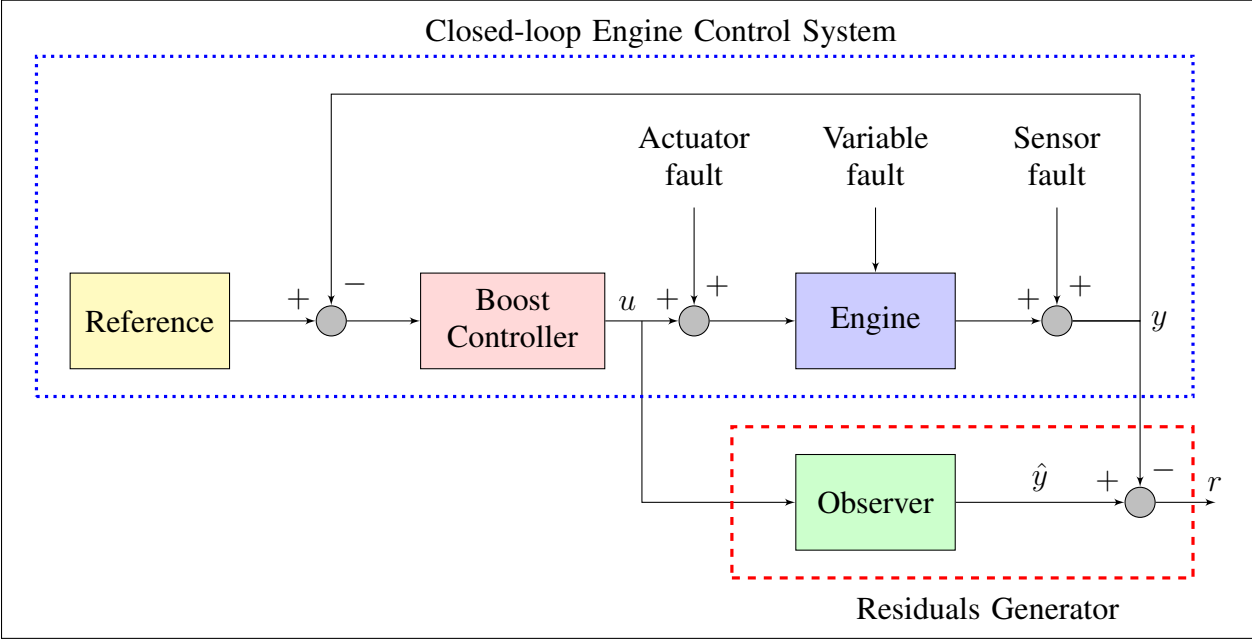 Closed-loop Engine Control System
Actuator
fault
Variable
fault
Sensor
fault
Reference
+
−
Boost
Controller
u
+
+
Engine
+
+
y
Observer
ŷ
+
−
r
Residuals Generator